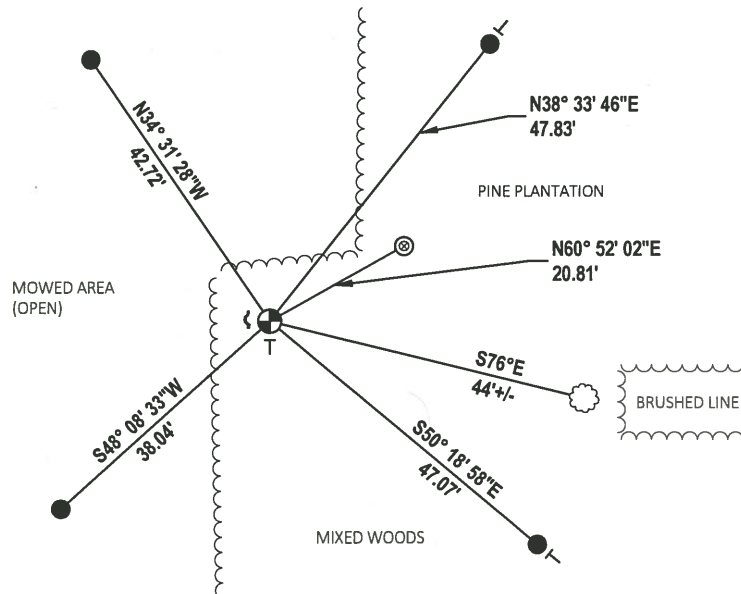 N34° 31' 28"W
42.72'
N38° 33' 46"E
47.83'
PINE PLANTATION
N60° 52' 02"E
20.81'
MOWED AREA
(OPEN)
T
S76°E
44'+/-
BRUSHED LINE
S48° 08' 33"W
38.04'
S50° 18' 58"E
47.07'
MIXED WOODS